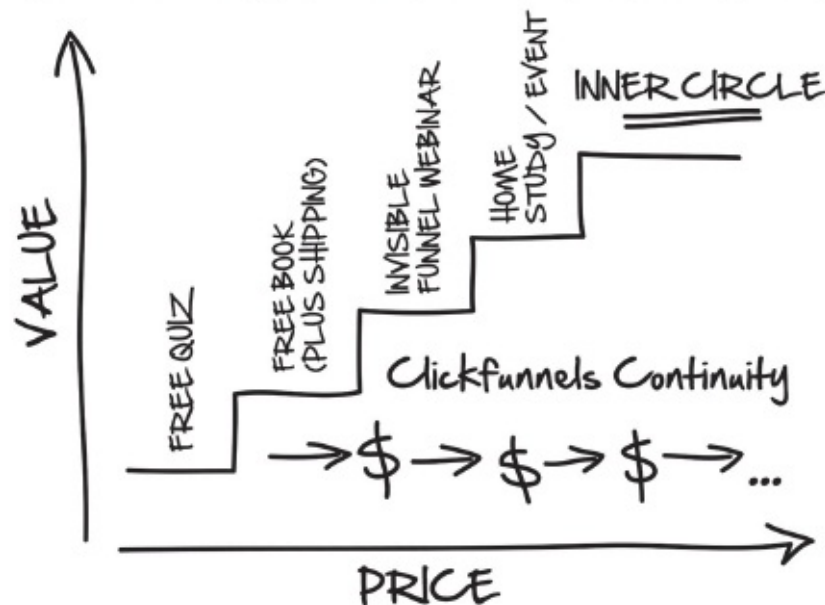 VALUE
FREE QUIZ
FREE BOOK
(PLUS SHIPPING)
INVISIBLE
FUNNEL WEBINAR
HOME
STUDY / EVENT
INNER CIRCLE
Clickfunnels Continuity
$ $ $ ...
PRICE